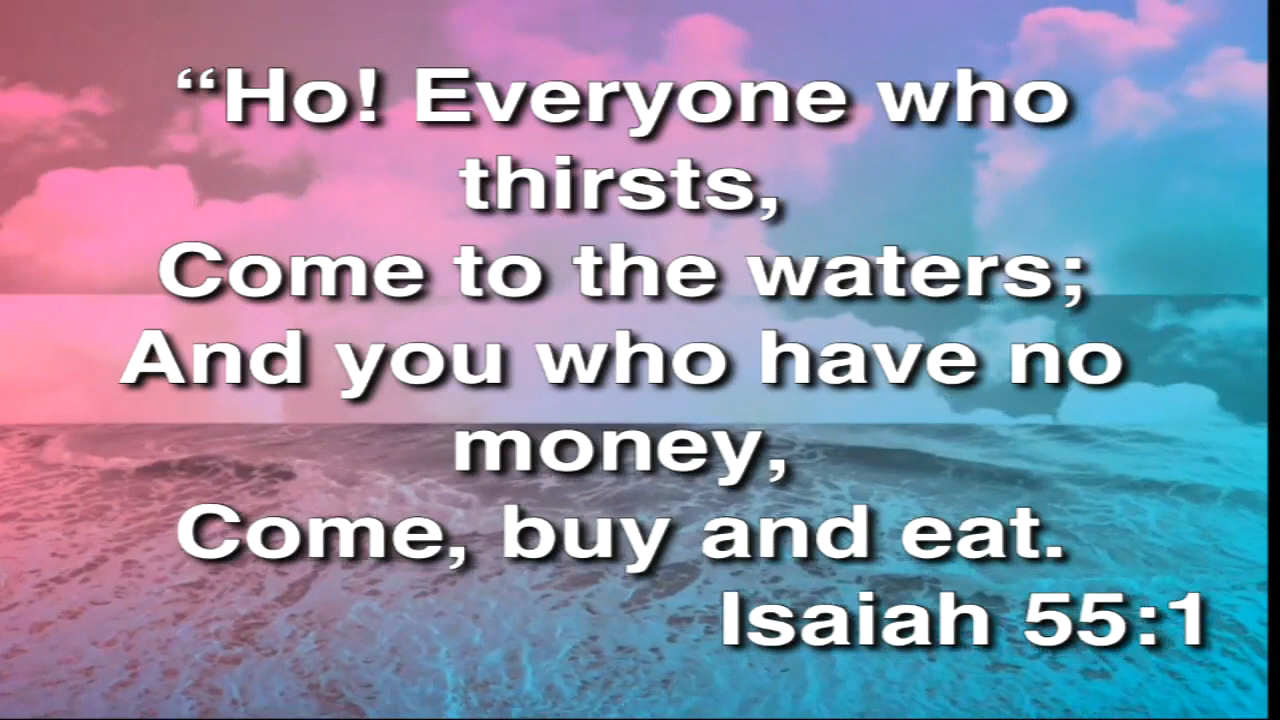 “Ho! Everyone who
thirsts,
Come to the waters;
And you who have no
money,
Come, buy and eat.
Isaiah 55:1